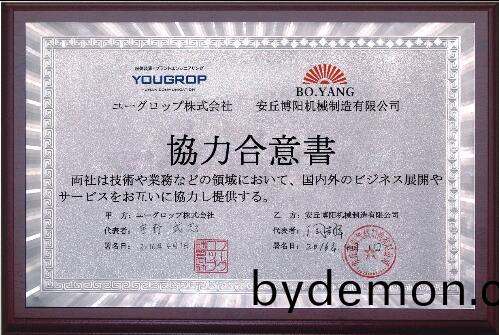 YOUGROP
HUMAN COMMUNICATION
BO.YANG
ユーグロップ株式会社 安丘博阳机械制造有限公司
協力合意書
両社は技術や業務などの領域において、国内外のビジネス展開や
サービスをお互いに協力し提供する。
甲 方：ユーグロップ株式会社 乙 方：安丘博阳机械制造有限公司
代表者： 代表者：
署名日： 署名日：
bydemon.c